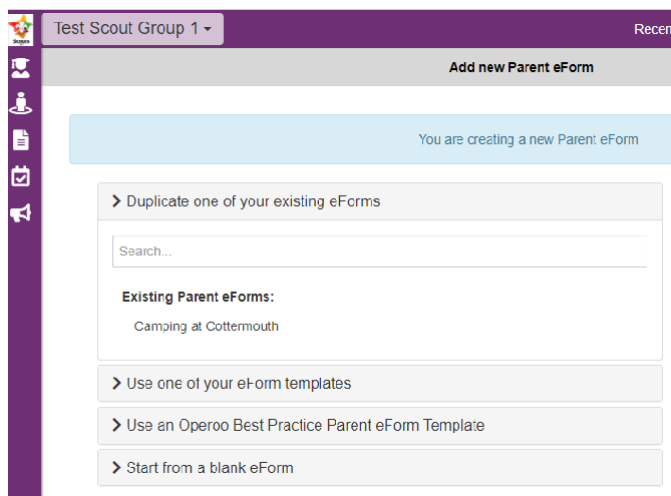 Scouts
Test Scout Group 1
Recen
Add new Parent eForm
You are creating a new Parent eForm
Duplicate one of your existing eForms
Search...
Existing Parent eForms:
Camping at Cottermouth
Use one of your eForm templates
Use an Operoo Best Practice Parent eForm Template
Start from a blank eForm